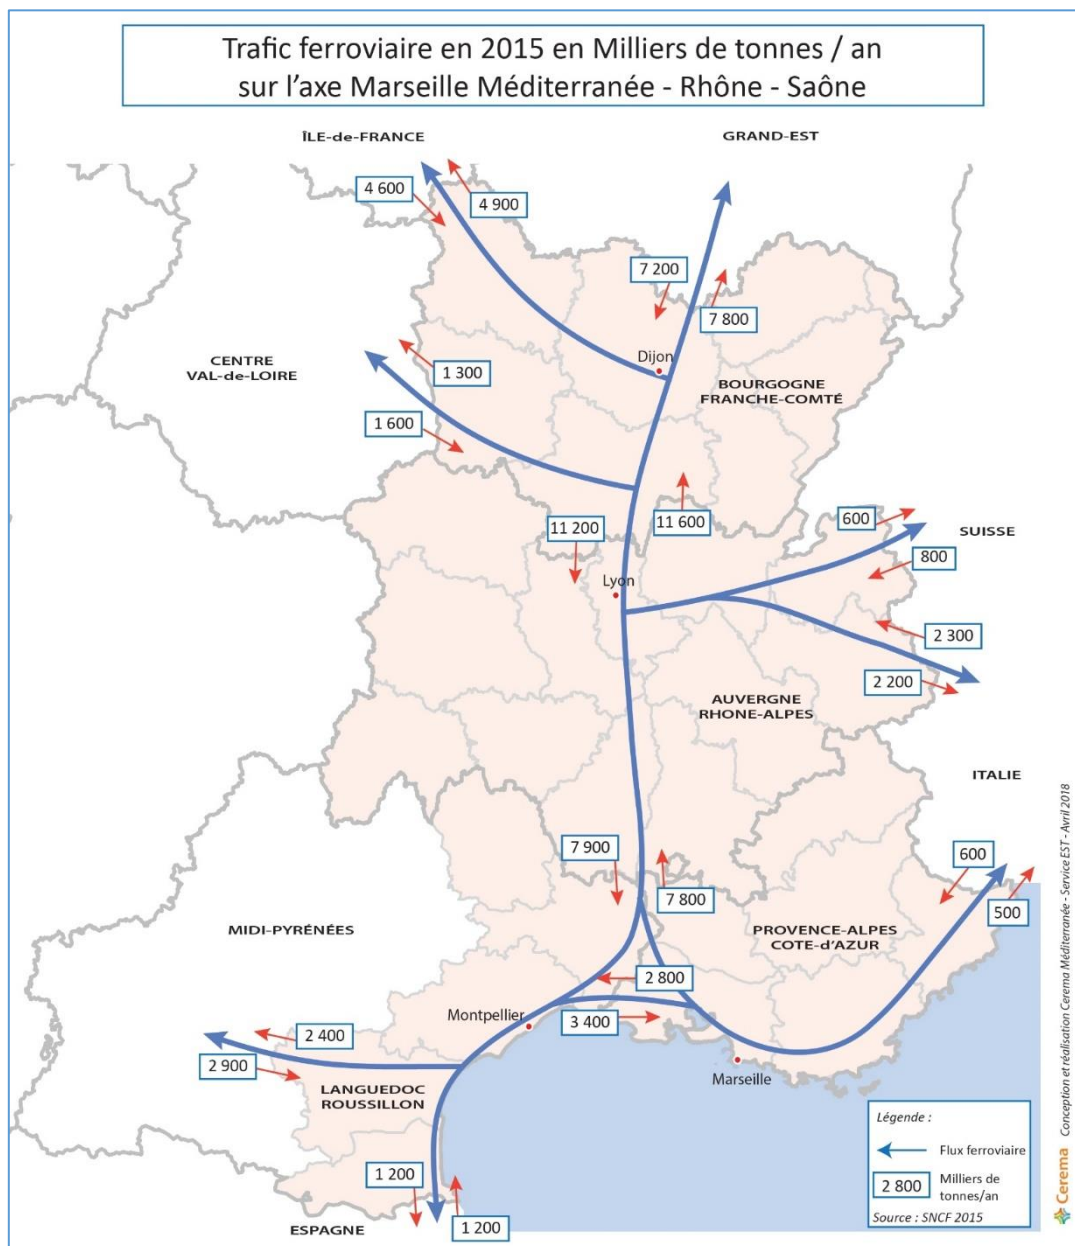 Trafic ferroviaire en 2015 en Milliers de tonnes / an
sur l’axe Marseille Méditerranée - Rhône - Saône
ÎLE-de-FRANCE
GRAND-EST
4 600
4 900
7 200
7 800
Dijon
CENTRE
VAL-de-LOIRE
1 300
BOURGOGNE
FRANCHE-COMTÉ
1 600
11 200
11 600
600
SUISSE
800
Lyon
2 300
2 200
AUVERGNE
RHONE-ALPES
ITALIE
7 900
7 800
600
500
MIDI-PYRÉNÉES
PROVENCE-ALPES
COTE-d’AZUR
2 800
Montpellier
3 400
2 400
2 900
Marseille
LANGUEDOC
ROUSSILLON
1 200
1 200
ESPAGNE
Légende :
Flux ferroviaire
2 800
Milliers de
tonnes/an
Source : SNCF 2015
Cerema
Conception et réalisation Cerema Méditerranée - Service EST - Avril 2018